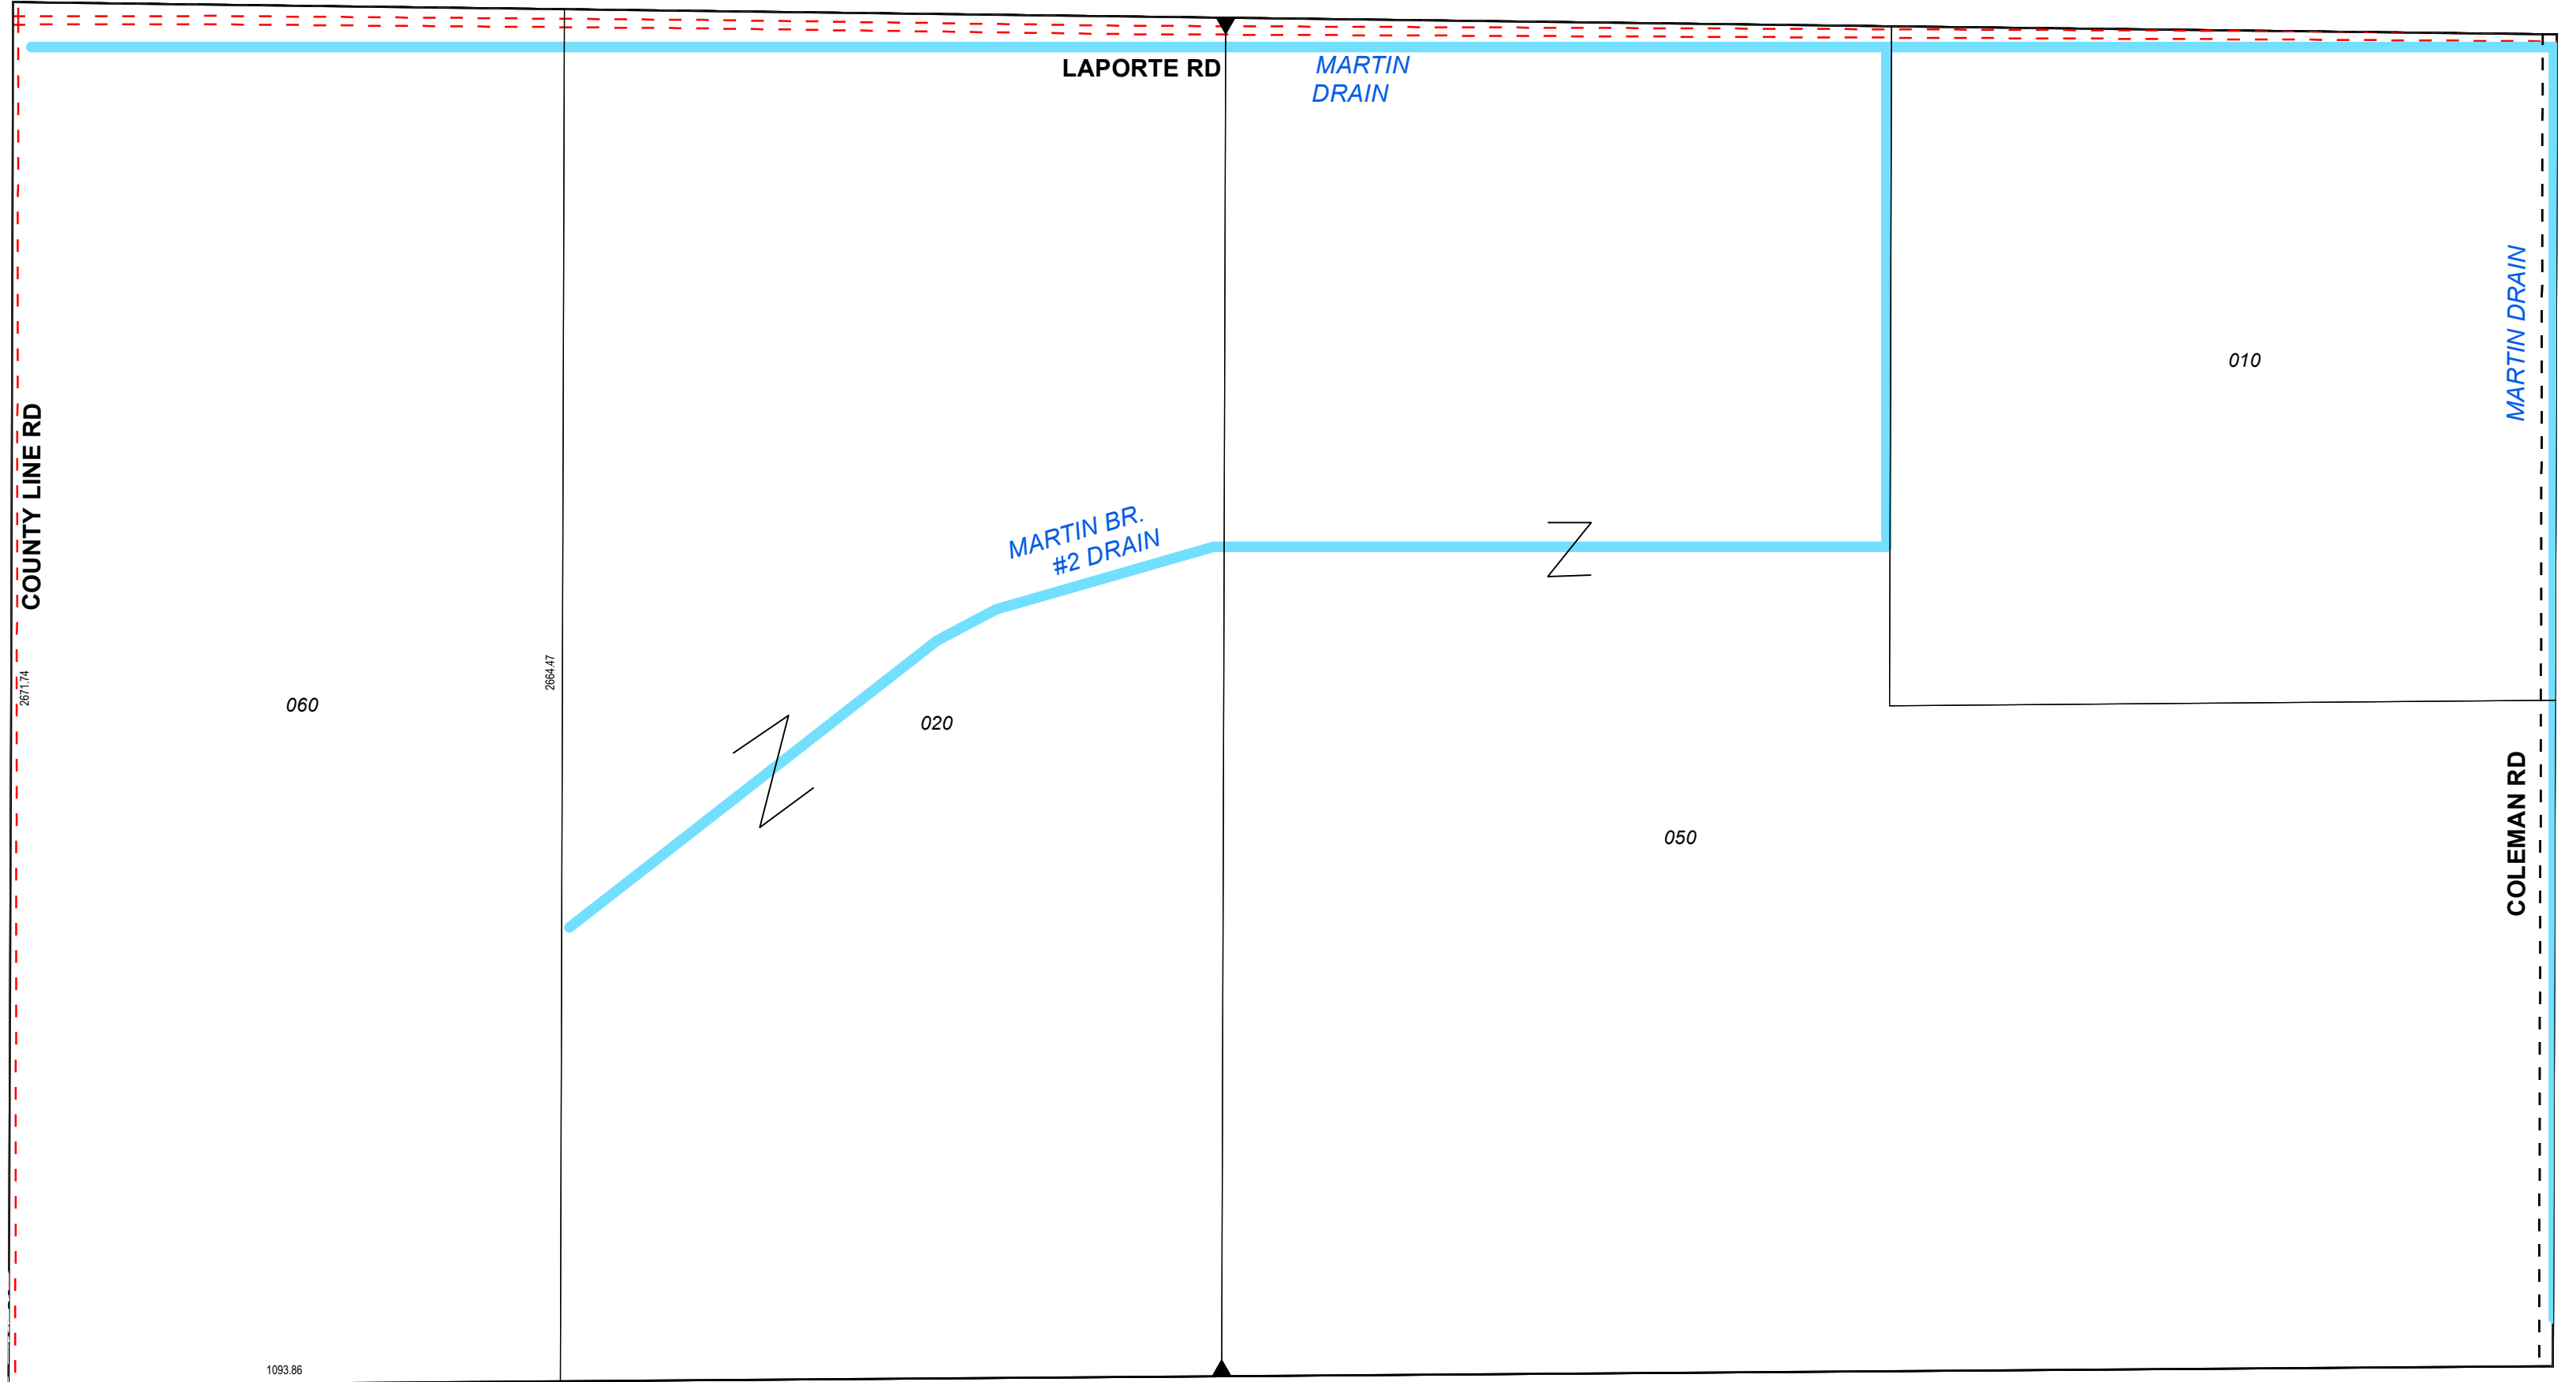 LAPORTE RD
MARTIN
DRAIN
MARTIN DRAIN
010
COUNTY LINE RD
MARTIN BR.
#2 DRAIN
2671.74
2664.47
060
020
050
COLEMAN RD
1093.86